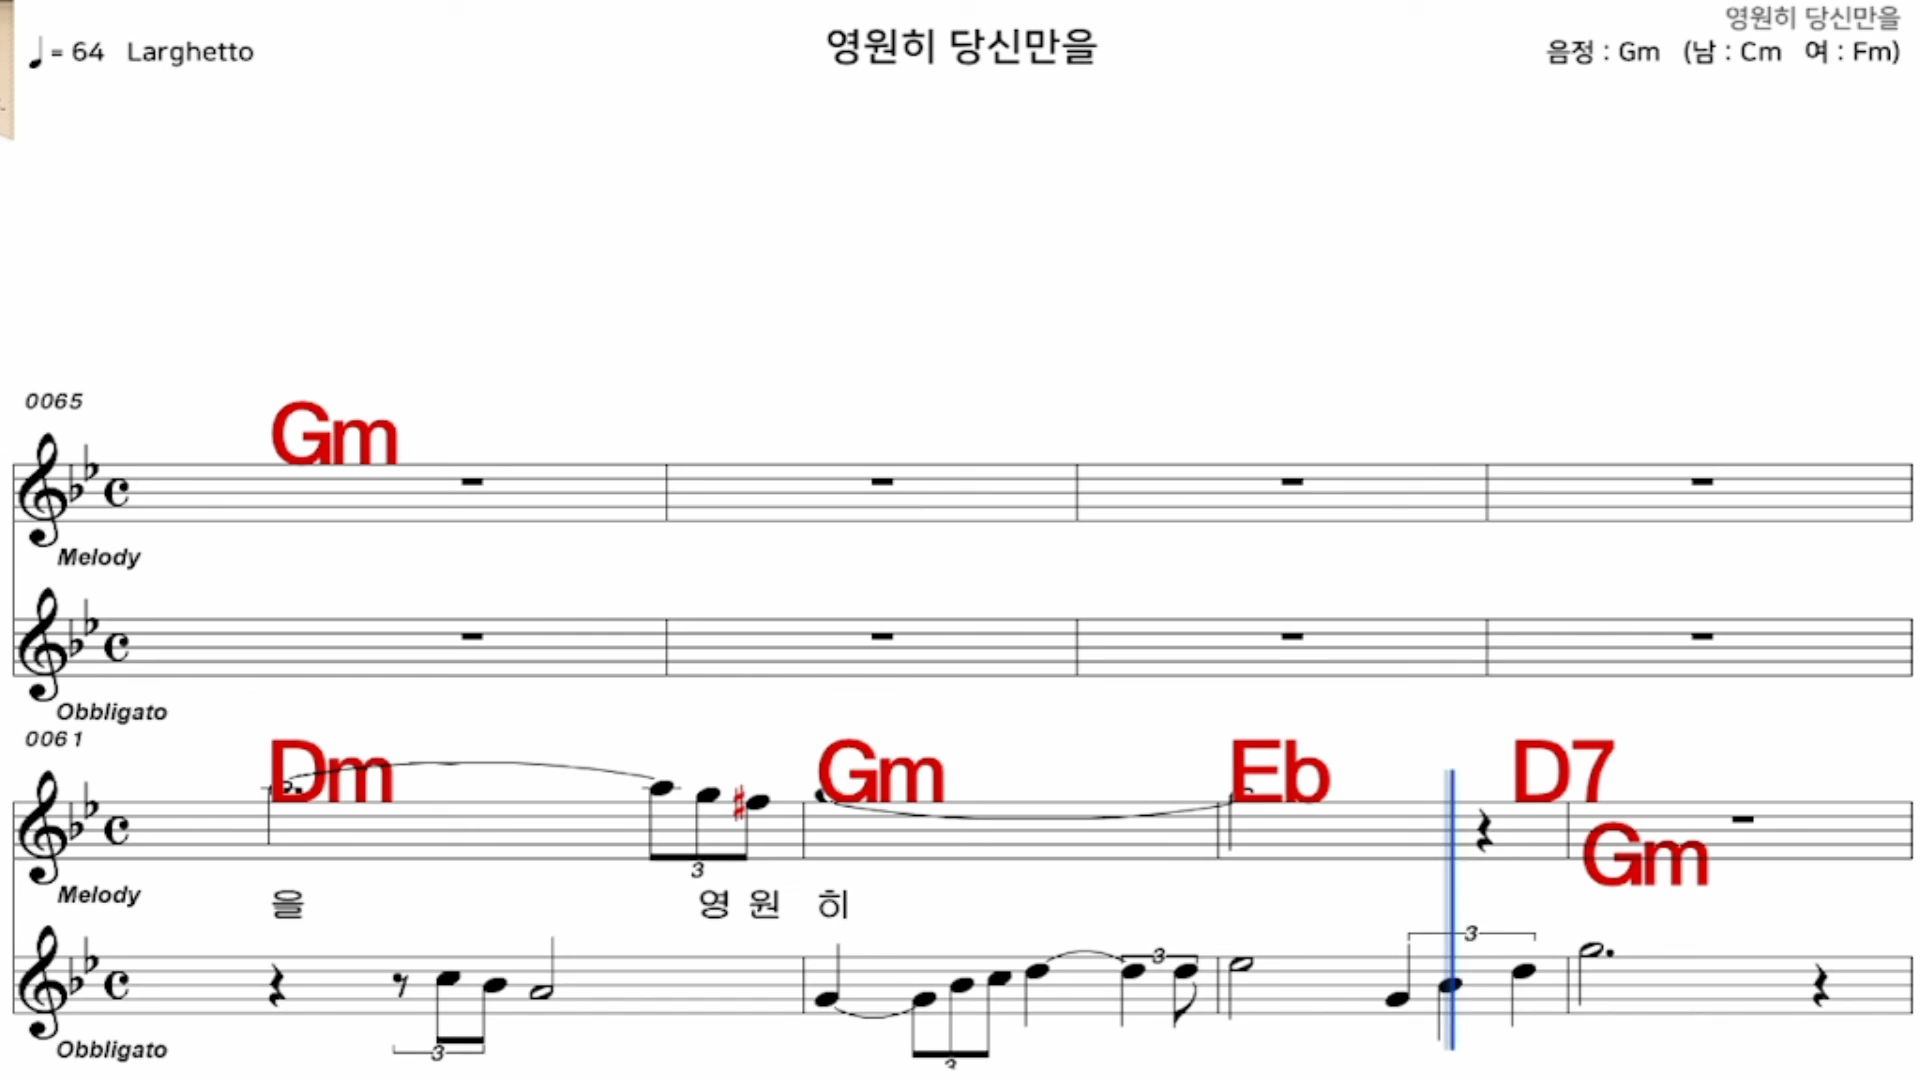 영원히 당신만을
♩= 64 Larghetto
영원히 당신만을
음정 : Gm (남 : Cm 여 : Fm)
0065
Gm
Melody
Obbligato
0061
Dm Gm Eb D7
Gm
3
Melody
을 영 원 히
3
3
Obbligato
3
3